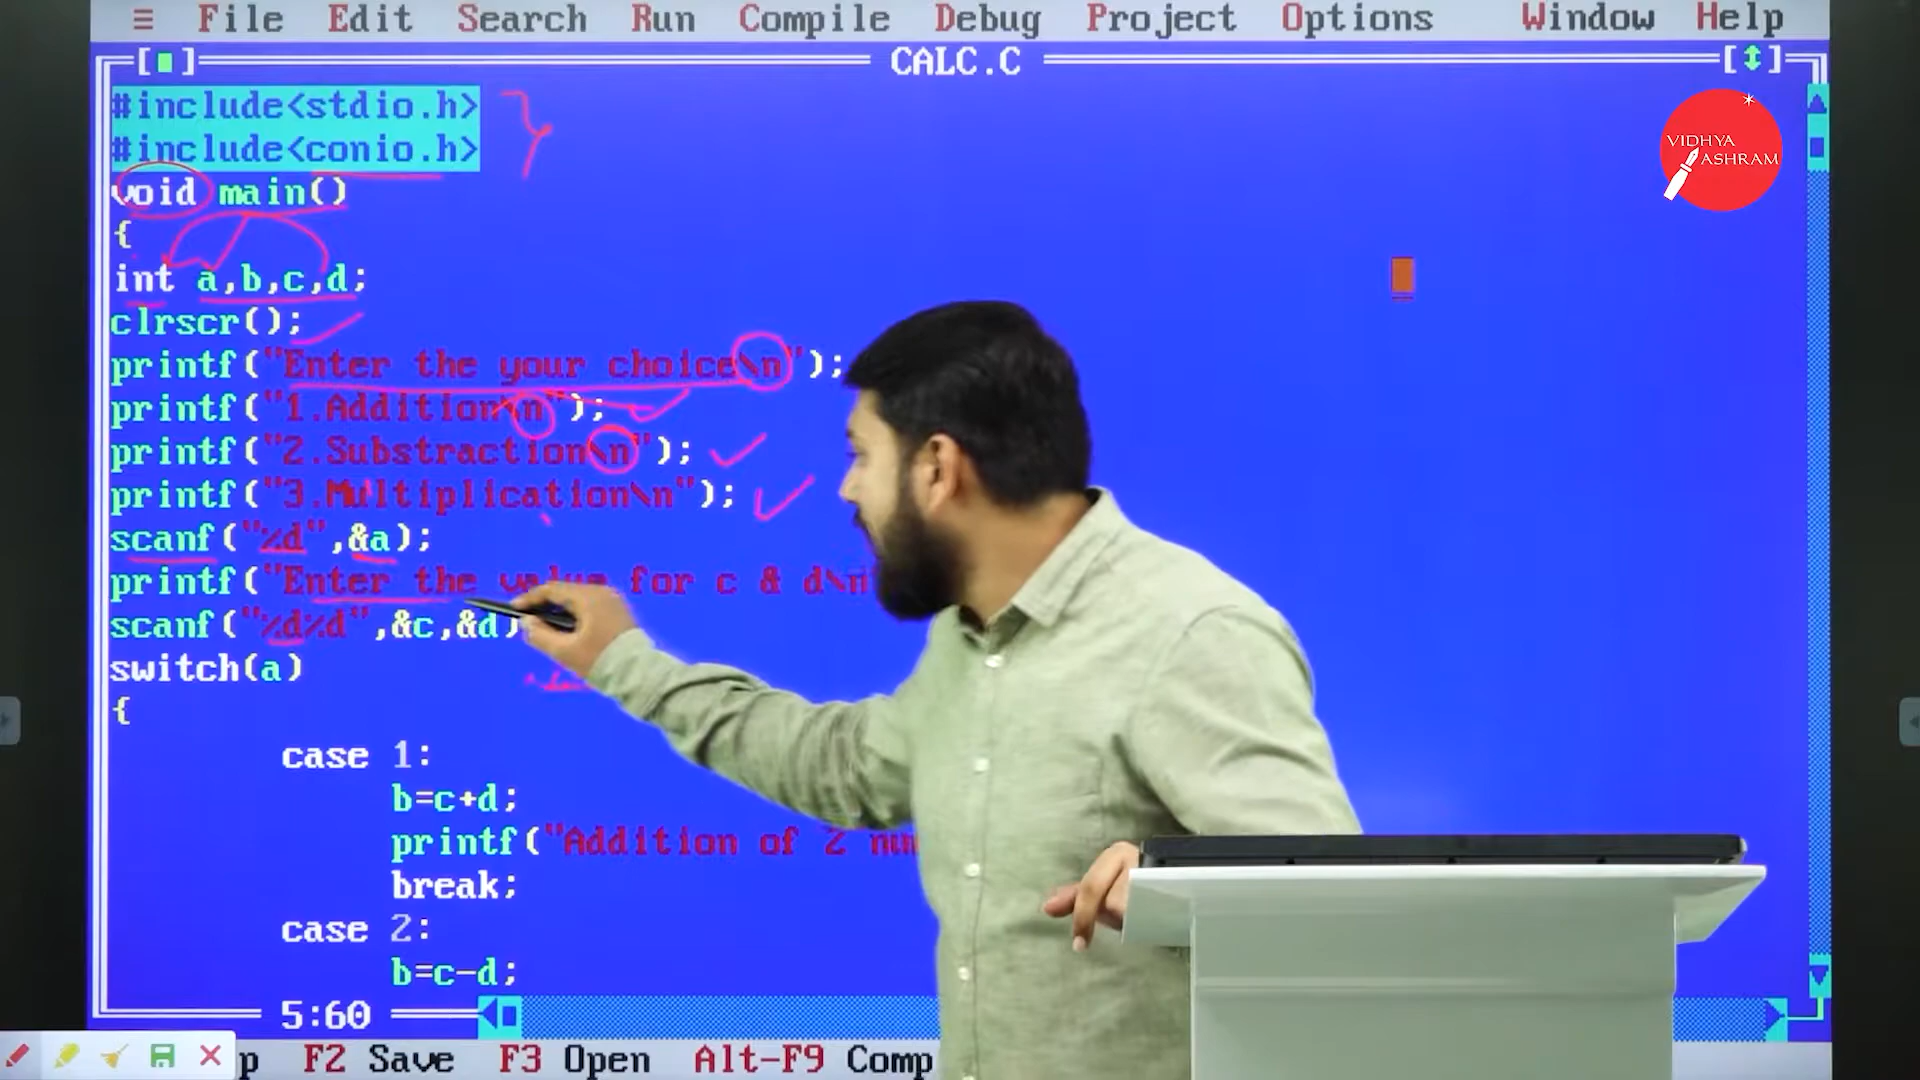 ≡ File Edit Search Run Compile Debug Project Options Window Help
CALC.C
#include<stdio.h>
#include<conio.h>
void main()
{
int a,b,c,d;
clrscr();
printf("Enter the your choice\n");
printf("1.Addition\n");
printf("2.Substraction\n");
printf("3.Multiplication\n");
scanf("%d",&a);
printf("Enter the value for c & d\n"
scanf("%d%d",&c,&d)
switch(a)
{
case 1:
b=c+d;
printf("Addition of 2
break;
case 2:
b=c-d;
5:60
F2 Save F3 Open Alt-F9 Comp
VIDHYA
ASHRAM